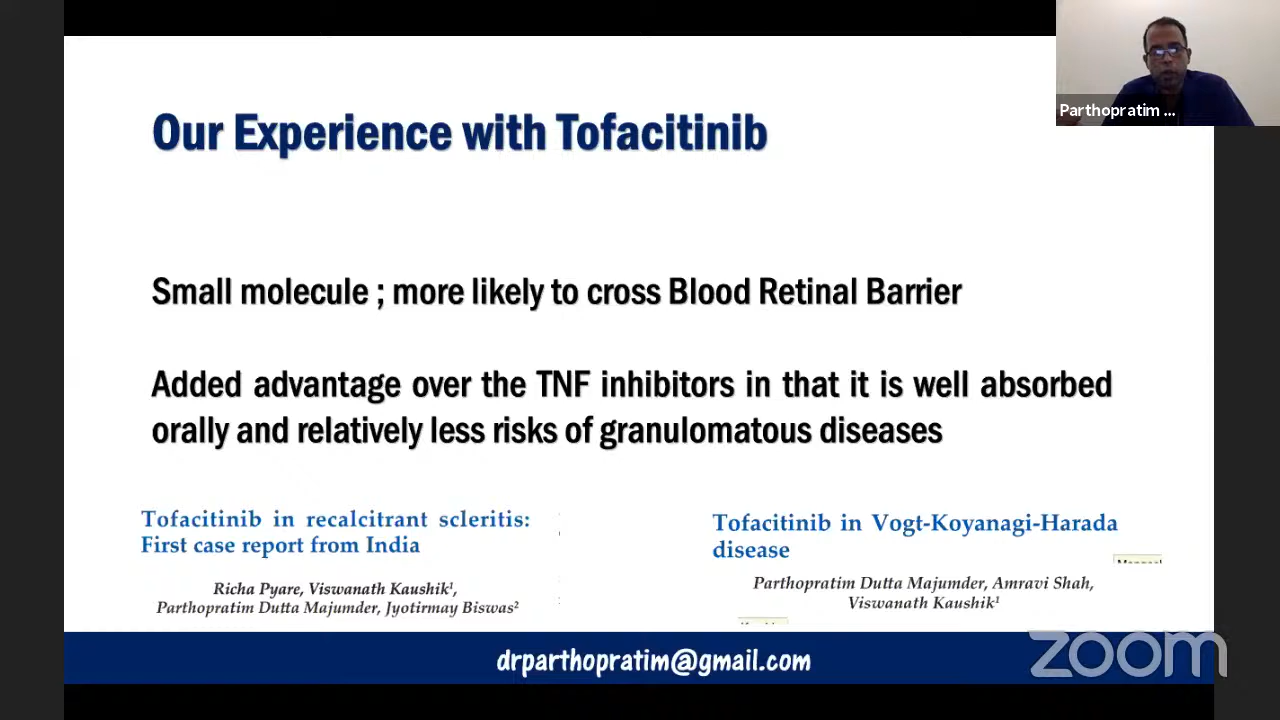 Parthopratim ...
Our Experience with Tofacitinib
Small molecule ; more likely to cross Blood Retinal Barrier
Added advantage over the TNF inhibitors in that it is well absorbed
orally and relatively less risks of granulomatous diseases
Tofacitinib in recalcitrant scleritis:
First case report from India
Richa Pyare, Viswanath Kaushik¹,
Parthopratim Dutta Majumder, Jyotirmay Biswas²
Tofacitinib in Vogt-Koyanagi-Harada
disease
Parthopratim Dutta Majumder, Amravi Shah,
Viswanath Kaushik¹
drparthopratim@gmail.com
zoom